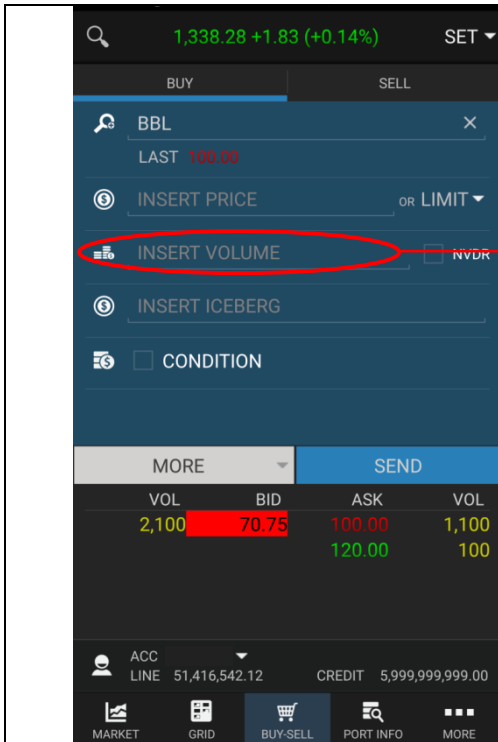 1,338.28 +1.83 (+0.14%) SET
BUY SELL
BBL
LAST 100.00
INSERT PRICE OR LIMIT
INSERT VOLUME NVDR
INSERT ICEBERG
CONDITION
MORE SEND
VOL BID ASK VOL
2,100 70.75 100.00 1,100
120.00 100
ACC
LINE 51,416,542.12 CREDIT 5,999,999,999.00
MARKET GRID BUY-SELL PORT INFO MORE